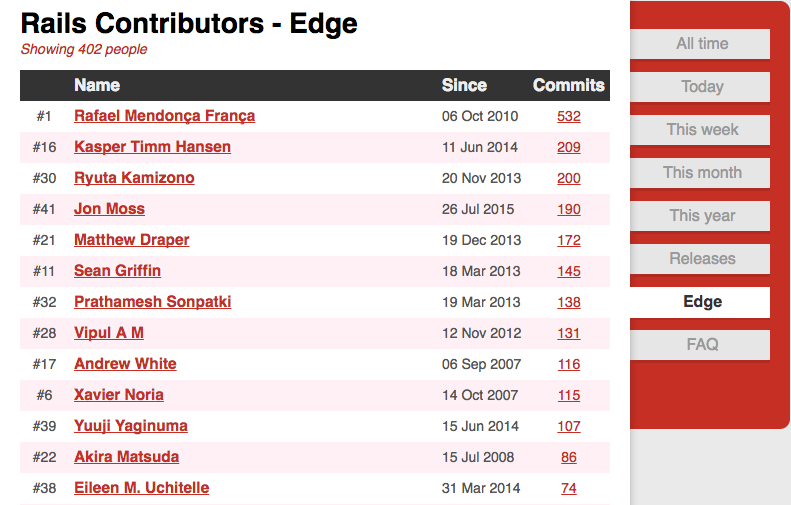 Rails Contributors - Edge
Showing 402 people
Name Since Commits
#1 Rafael Mendonça França 06 Oct 2010 532
#16 Kasper Timm Hansen 11 Jun 2014 209
#30 Ryuta Kamizono 20 Nov 2013 200
#41 Jon Moss 26 Jul 2015 190
#21 Matthew Draper 19 Dec 2013 172
#11 Sean Griffin 18 Mar 2013 145
#32 Prathamesh Sonpatki 19 Mar 2013 138
#28 Vipul A M 12 Nov 2012 131
#17 Andrew White 06 Sep 2007 116
#6 Xavier Noria 14 Oct 2007 115
#39 Yuuji Yaginuma 15 Jun 2014 107
#22 Akira Matsuda 15 Jul 2008 86
#38 Eileen M. Uchitelle 31 Mar 2014 74
All time
Today
This week
This month
This year
Releases
Edge
FAQ